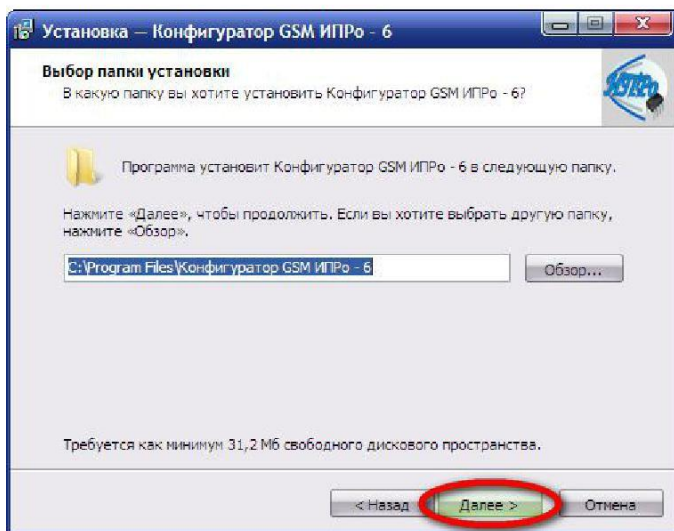 Установка — Конфигуратор GSM ИПРо - 6
Выбор папки установки
В какую папку вы хотите установить Конфигуратор GSM ИПРо - 6?
ИПРо
Программа установит Конфигуратор GSM ИПРо - 6 в следующую папку.
Нажмите «Далее», чтобы продолжить. Если вы хотите выбрать другую папку,
нажмите «Обзор».
C:\Program Files\Конфигуратор GSM ИПРо - 6
Обзор...
Требуется как минимум 31,2 Мб свободного дискового пространства.
< Назад
Далее >
Отмена